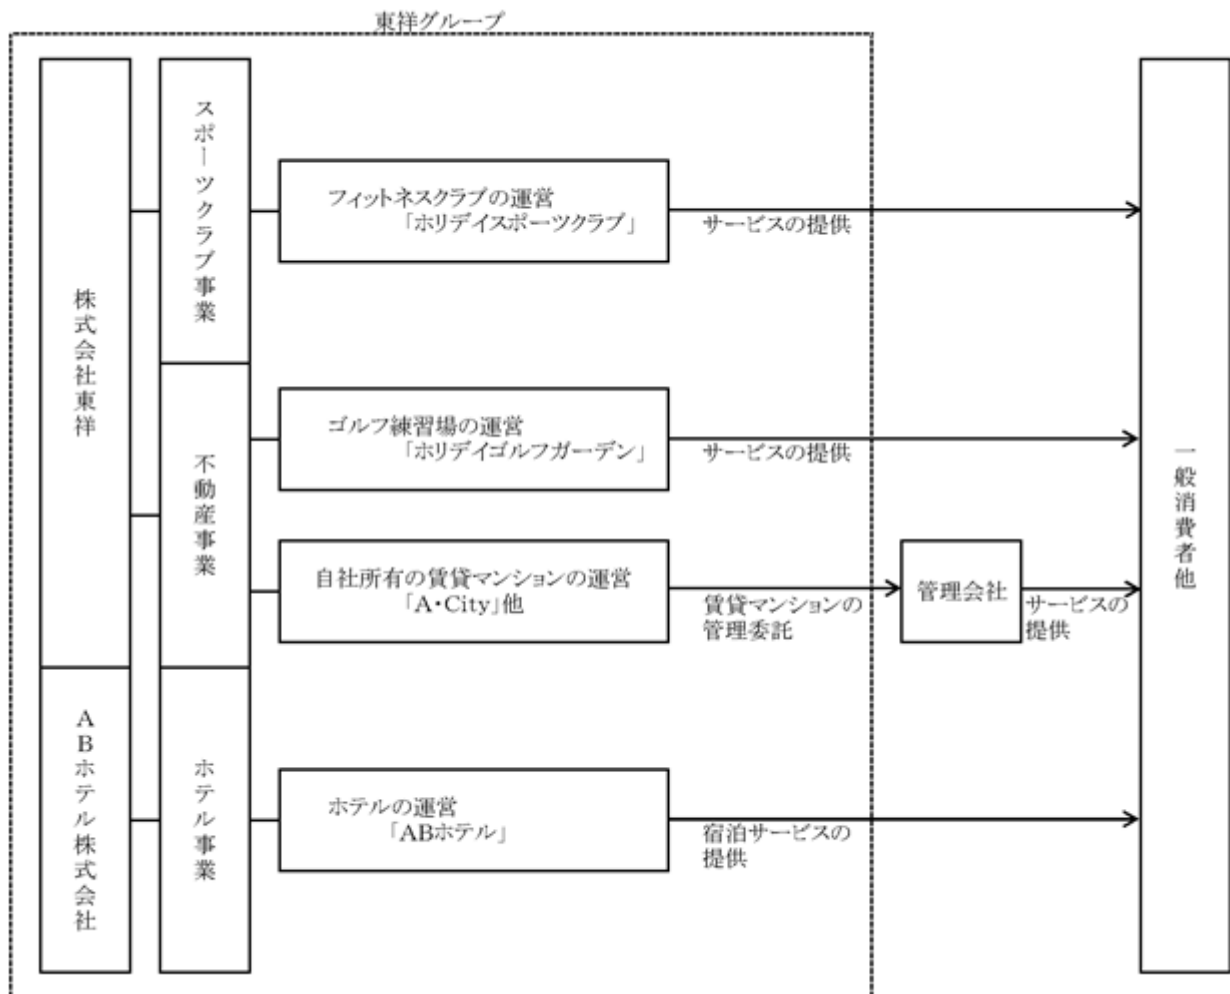 東祥グループ
株式会社東祥
ABホテル株式会社
スポーツクラブ事業
不動産事業
ホテル事業
フィットネスクラブの運営
「ホリデイスポーツクラブ」
サービスの提供
ゴルフ練習場の運営
「ホリデイゴルフガーデン」
サービスの提供
自社所有の賃貸マンションの運営
「A・City」他
賃貸マンションの
管理委託
管理会社
サービスの
提供
ホテルの運営
「ABホテル」
宿泊サービスの
提供
一般消費者他